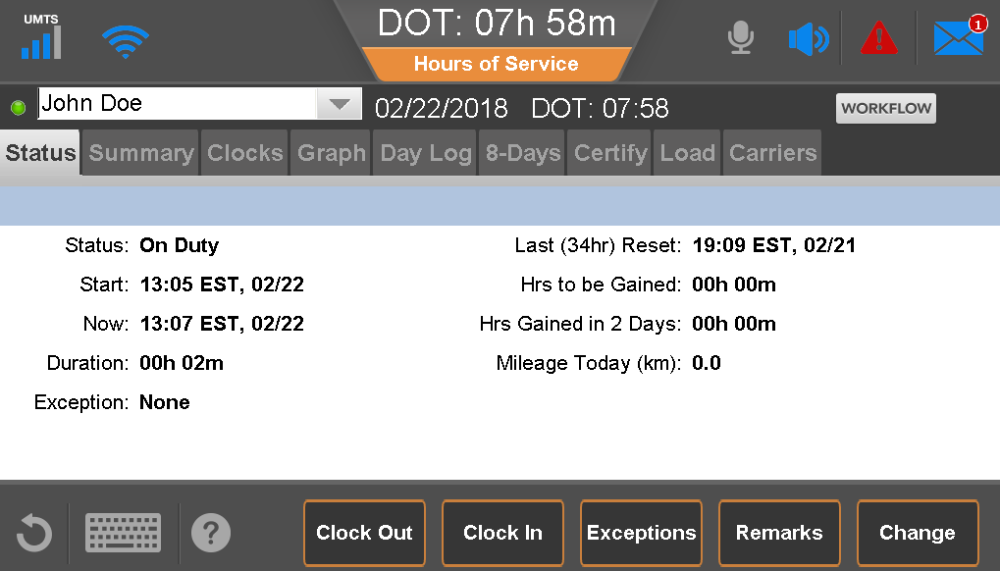 UMTS
DOT: 07h 58m
1
Hours of Service
John Doe
02/22/2018 DOT: 07:58
WORKFLOW
Status Summary Clocks Graph Day Log 8-Days Certify Load Carriers
Status: On Duty
Start: 13:05 EST, 02/22
Now: 13:07 EST, 02/22
Duration: 00h 02m
Exception: None
Last (34hr) Reset: 19:09 EST, 02/21
Hrs to be Gained: 00h 00m
Hrs Gained in 2 Days: 00h 00m
Mileage Today (km): 0.0
?
Clock Out
Clock In
Exceptions
Remarks
Change